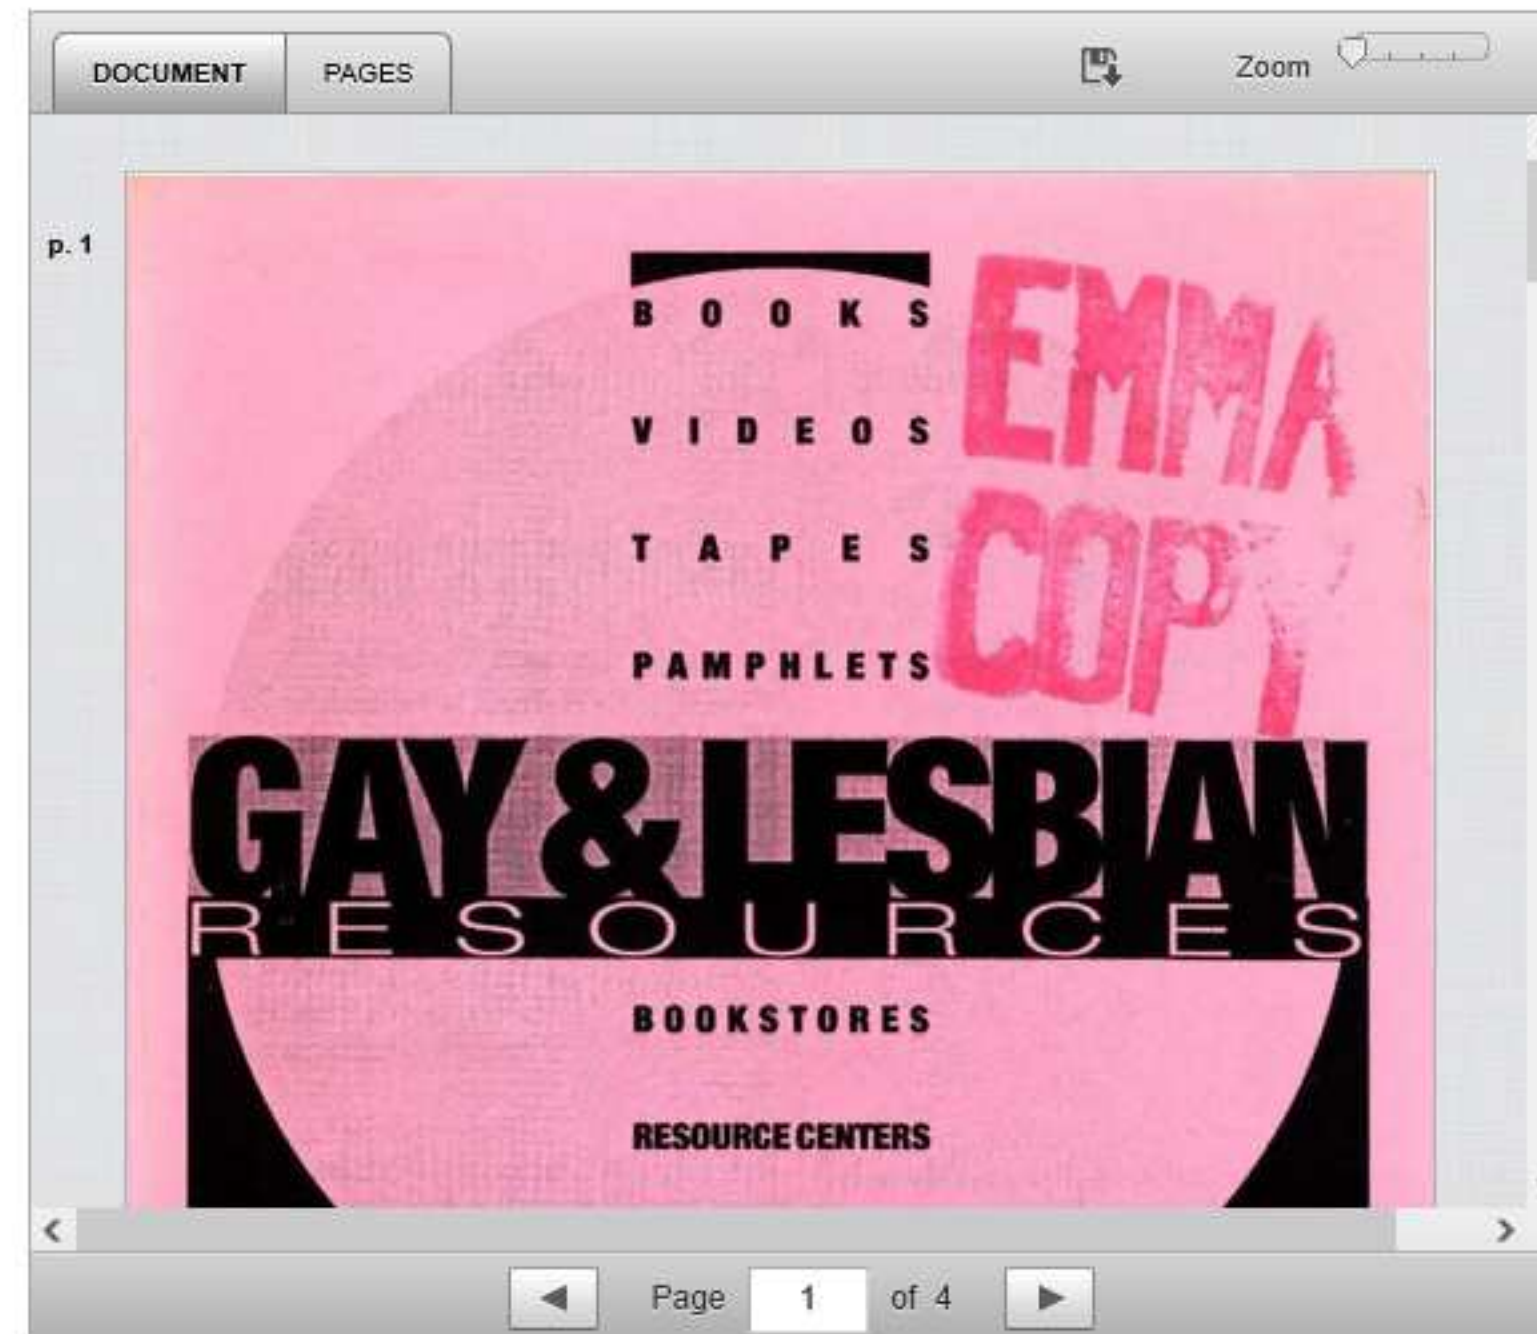 DOCUMENT PAGES Zoom
p. 1
BOOKS
VIDEOS
TAPES
PAMPHLETS
EMMA
COPY
GAY & LESBIAN
RESOURCES
BOOKSTORES
RESOURCE CENTERS
Page 1 of 4